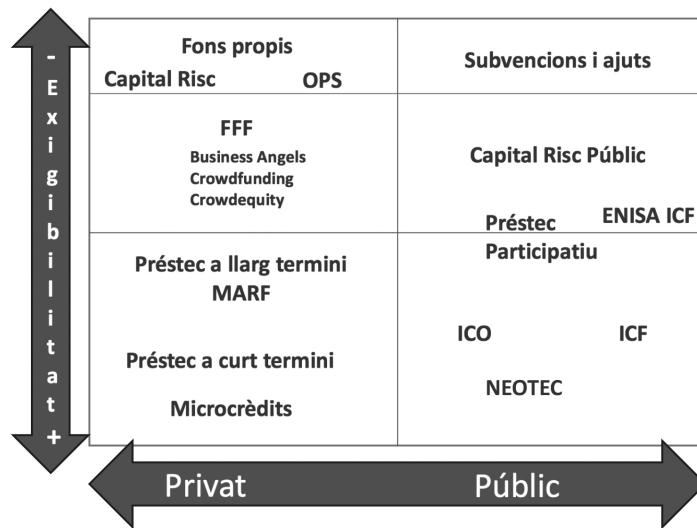 - Exigibilitat +
Fons propis
Capital Risc OPS
Subvencions i ajuts
FFF
Business Angels
Crowdfunding
Crowdequity
Capital Risc Públic
Préstec ENISA ICF
Participatiu
Préstec a llarg termini
MARF
Préstec a curt termini
Microcrèdits
ICO ICF
NEOTEC
Privat Públic